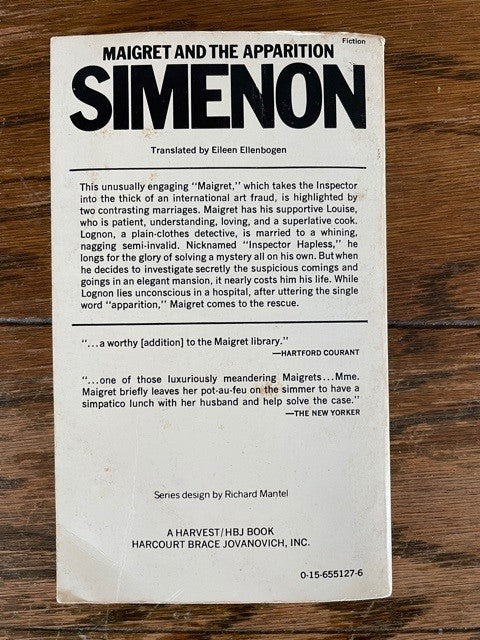 Fiction
MAIGRET AND THE APPARITION
SIMENON
Translated by Eileen Ellenbogen
This unusually engaging "Maigret," which takes the Inspector
into the thick of an international art fraud, is highlighted
by two contrasting marriages. Maigret has his supportive Louise,
who is patient, understanding, loving, and a superlative cook.
Lognon, a plain-clothes detective, is married to a whining,
nagging semi-invalid. Nicknamed "Inspector Hapless," he
longs for the glory of solving a mystery all on his own. But when
he decides to investigate secretly the suspicious comings and
goings in an elegant mansion, it nearly costs him his life. While
Lognon lies unconscious in a hospital, after uttering the single
word "apparition," Maigret comes to the rescue.
"...a worthy [addition] to the Maigret library."
—HARTFORD COURANT
"...one of those luxuriously meandering Maigrets...Mme.
Maigret briefly leaves her pot-au-feu on the simmer to have a
simpatico lunch with her husband and help solve the case."
—THE NEW YORKER
Series design by Richard Mantel
A HARVEST/HBJ BOOK
HARCOURT BRACE JOVANOVICH, INC.
0-15-655127-6